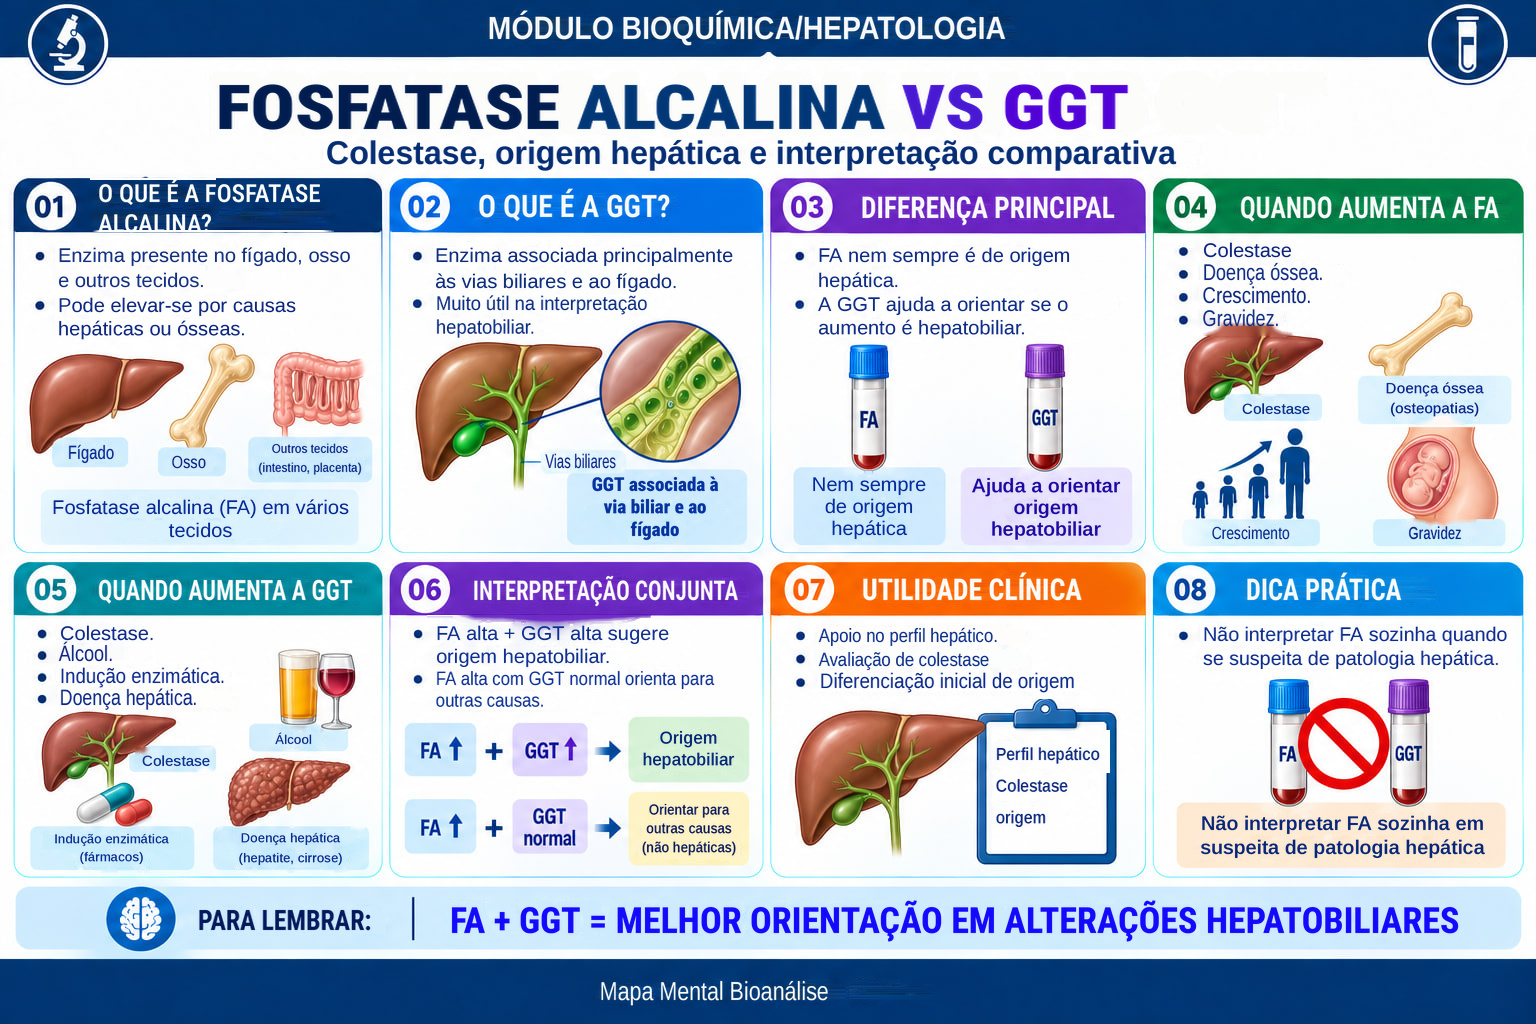 MÓDULO BIOQUÍMICA/HEPATOLOGIA
FOSFATASE ALCALINA VS GGT
Colestase, origem hepática e interpretação comparativa
01
O QUE É A FOSFATASE
ALCALINA?
• Enzima presente no fígado, osso
e outros tecidos.
• Pode elevar-se por causas
hepáticas ou ósseas.
Fígado
Osso
Outros tecidos
(intestino, placenta)
Fosfatase alcalina (FA) em vários
tecidos
02
O QUE É A GGT?
• Enzima associada principalmente
às vias biliares e ao fígado.
• Muito útil na interpretação
hepatobiliar.
Vias biliares
GGT associada à
via biliar e ao
fígado
03
DIFERENÇA PRINCIPAL
• FA nem sempre é de origem
hepática.
• A GGT ajuda a orientar se o
aumento é hepatobiliar.
FA
GGT
Nem sempre
de origem
hepática
Ajuda a orientar
origem
hepatobiliar
04
QUANDO AUMENTA A FA
• Colestase
• Doença óssea.
• Crescimento.
• Gravidez.
Colestase
Doença óssea
(osteopatias)
Crescimento
Gravidez
05
QUANDO AUMENTA A GGT
• Colestase.
• Álcool.
• Indução enzimática.
• Doença hepática.
Álcool
Colestase
Indução enzimática
(fármacos)
Doença hepática
(hepatite, cirrose)
06
INTERPRETAÇÃO CONJUNTA
• FA alta + GGT alta sugere
origem hepatobiliar.
• FA alta com GGT normal orienta para
outras causas.
FA ↑ + GGT ↑ → Origem
hepatobiliar
FA ↑ + GGT
normal → Orientar para
outras causas
(não hepáticas)
07
UTILIDADE CLÍNICA
• Apoio no perfil hepático.
• Avaliação de colestase
• Diferenciação inicial de origem
Perfil hepático
Colestase
origem
08
DICA PRÁTICA
• Não interpretar FA sozinha quando
se suspeita de patologia hepática.
FA
GGT
Não interpretar FA sozinha em
suspeita de patologia hepática
PARA LEMBRAR:
FA + GGT = MELHOR ORIENTAÇÃO EM ALTERAÇÕES HEPATOBILIARES
Mapa Mental Bioanálise